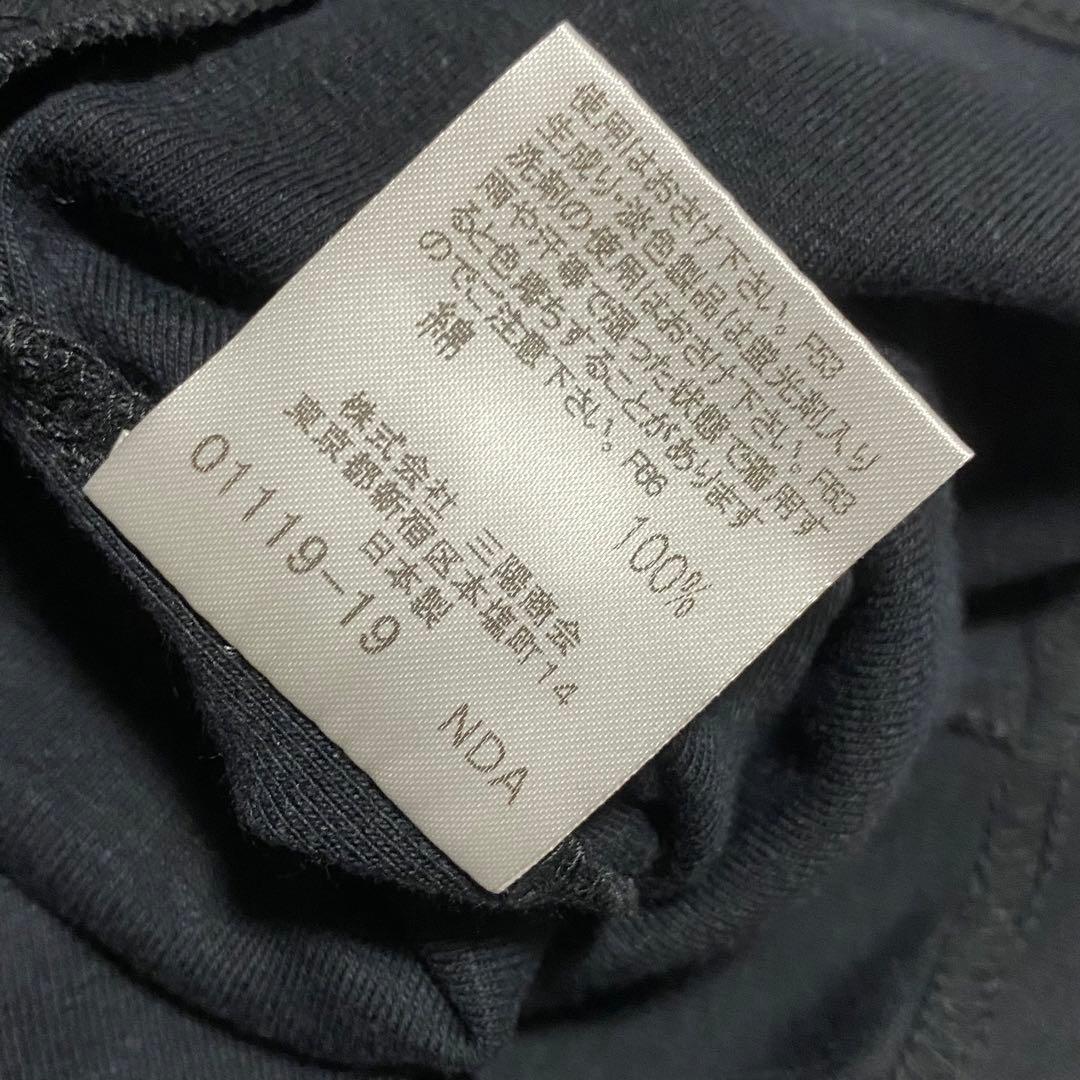 使用はおさけ下さい。 F53
生成り、淡色製品は蛍光剤入り
洗剤の使用はおさけ下さい。 F63
雨や汗等で湿った状態で着用す
ると色落ちすることがあります
のでご注意下さい。 F86
綿 100%
株式会社 三陽商会
東京都新宿区本塩町14
日本製
01119-19 NDA